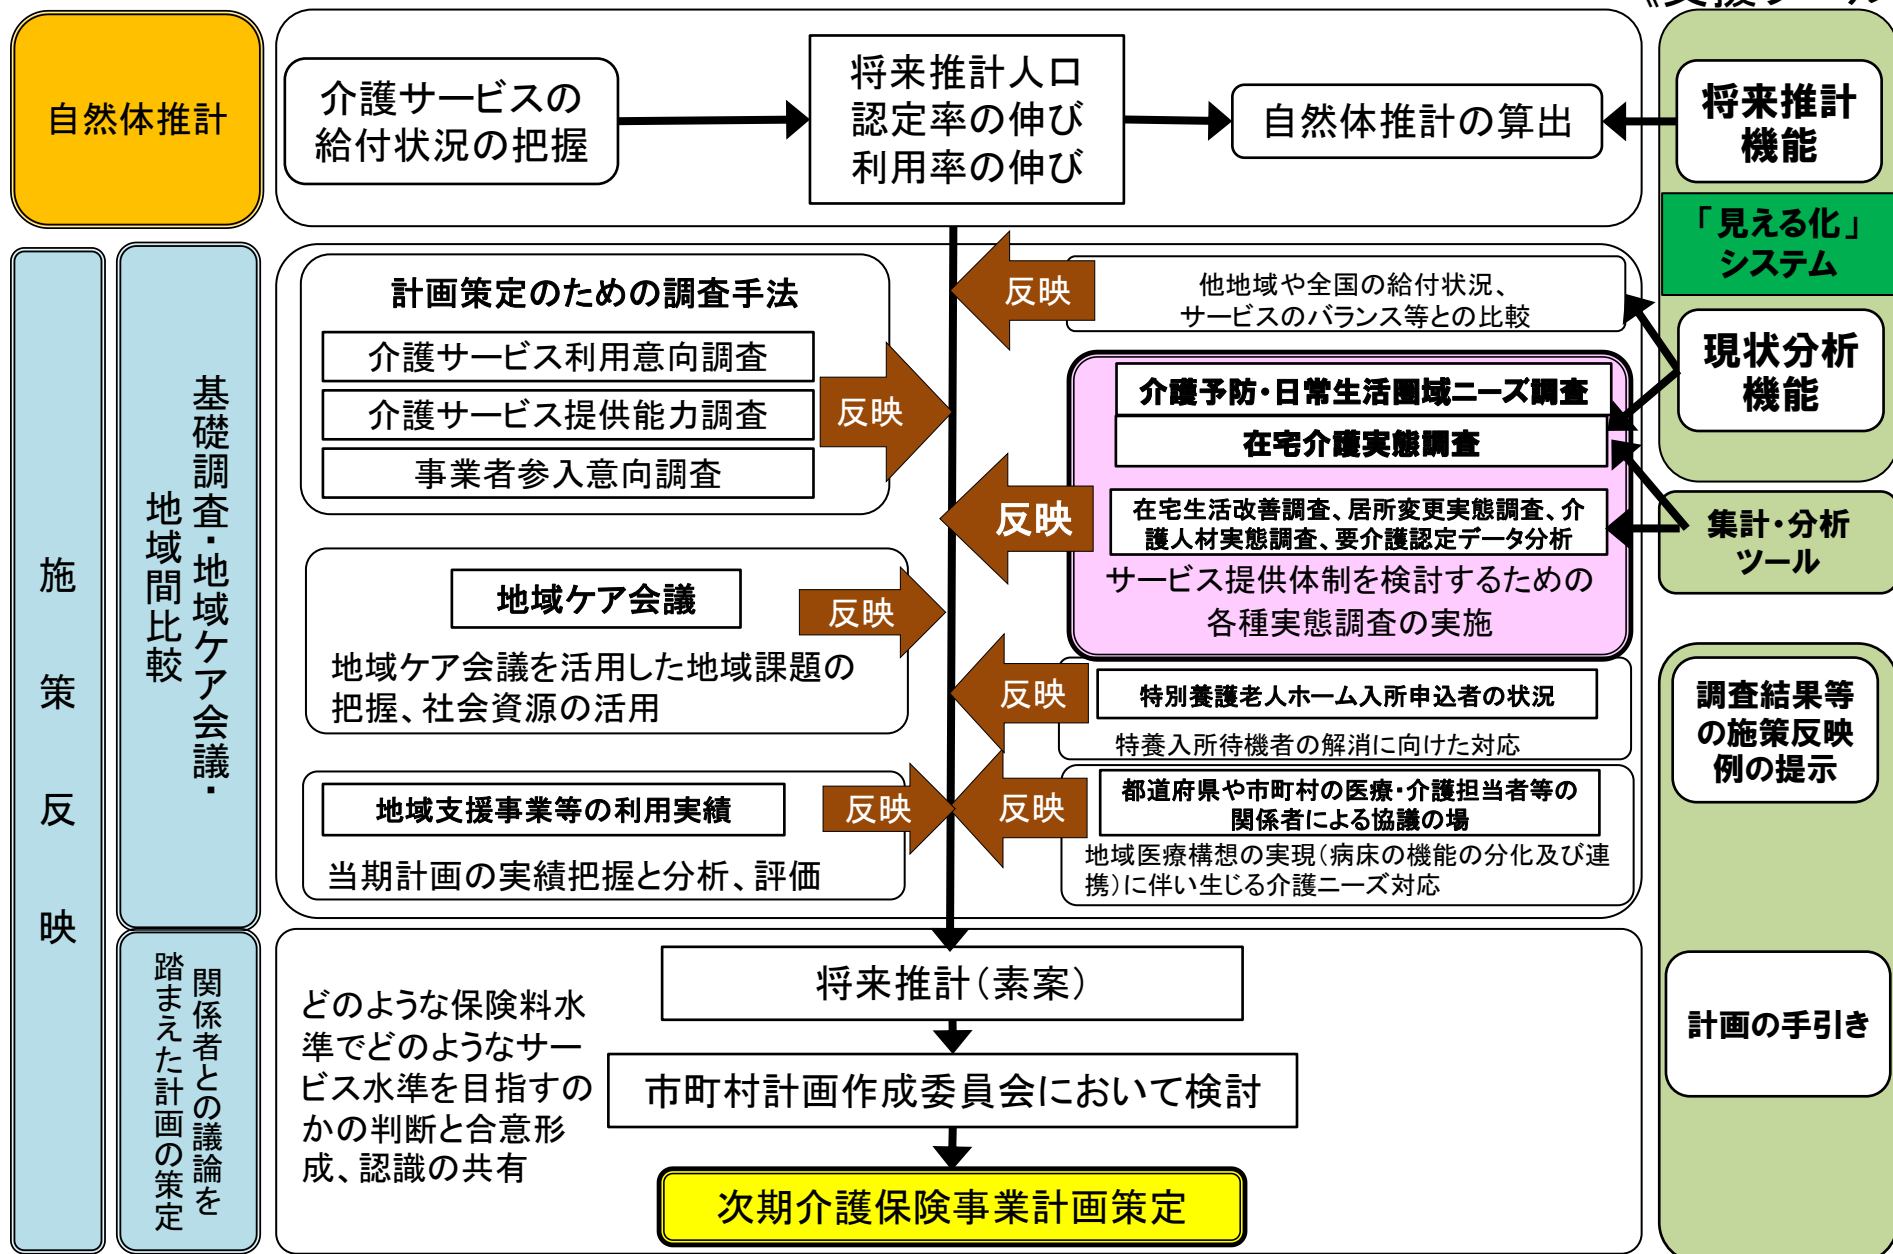 自然体推計
介護サービスの
給付状況の把握
将来推計人口
認定率の伸び
利用率の伸び
自然体推計の算出
将来推計
機能
「見える化」
システム
現状分析
機能
集計・分析
ツール
調査結果等
の施策反映
例の提示
計画の手引き
施策反映
基礎調査・地域ケア会議・
地域間比較
関係者との議論を
踏まえた計画の策定
計画策定のための調査手法
介護サービス利用意向調査
介護サービス提供能力調査
事業者参入意向調査
反映
反映
他地域や全国の給付状況、
サービスのバランス等との比較
介護予防・日常生活圏域ニーズ調査
在宅介護実態調査
在宅生活改善調査、居所変更実態調査、介
護人材実態調査、要介護認定データ分析
サービス提供体制を検討するための
各種実態調査の実施
反映
地域ケア会議
地域ケア会議を活用した地域課題の
把握、社会資源の活用
反映
反映
特別養護老人ホーム入所申込者の状況
特養入所待機者の解消に向けた対応
地域支援事業等の利用実績
当期計画の実績把握と分析、評価
反映
反映
都道府県や市町村の医療・介護担当者等の
関係者による協議の場
地域医療構想の実現（病床の機能の分化及び連
携）に伴い生じる介護ニーズ対応
どのような保険料水
準でどのようなサー
ビス水準を目指すの
かの判断と合意形
成、認識の共有
将来推計（素案）
市町村計画作成委員会において検討
次期介護保険事業計画策定